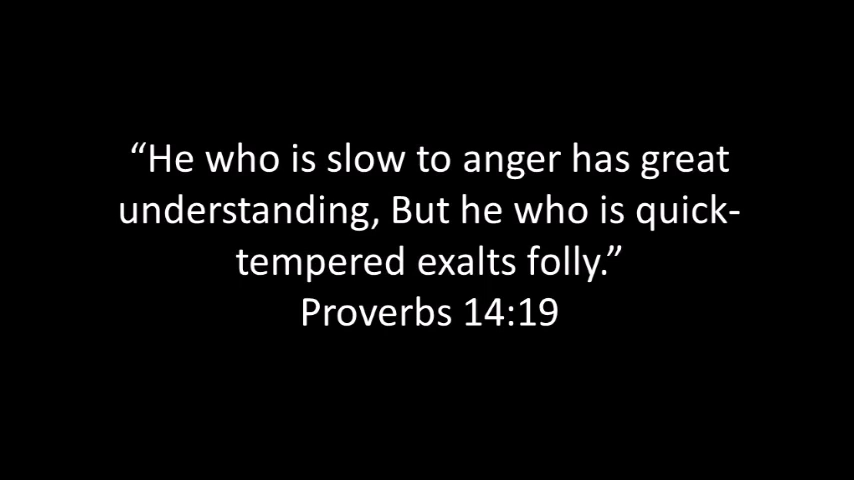 “He who is slow to anger has great
understanding, But he who is quick-
tempered exalts folly.”
Proverbs 14:19